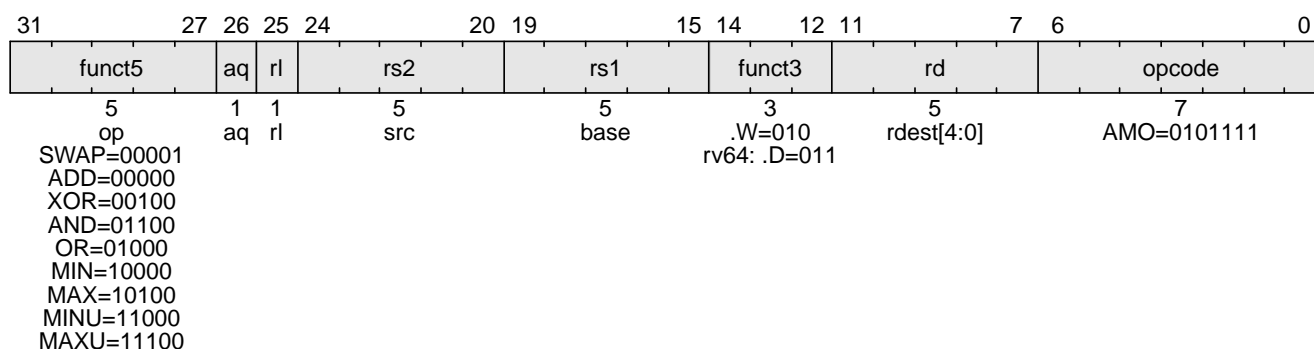 31 27 26 25 24 20 19 15 14 12 11 7 6 0
funct5 aq rl rs2 rs1 funct3 rd opcode
5 1 1 5 5 3 5 7
op aq rl src base .W=010 rdest[4:0] AMO=0101111
SWAP=00001 rv64: .D=011
ADD=00000
XOR=00100
AND=01100
OR=01000
MIN=10000
MAX=10100
MINU=11000
MAXU=11100